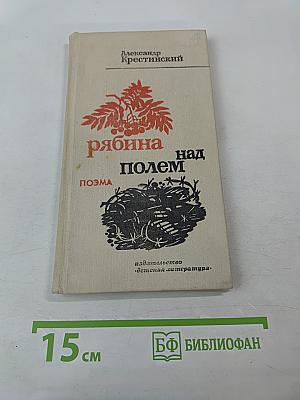 Александр
Крестинский
рябина
над
полем
поэма
издательство
«детская литература»
15 см
БФ БИБЛИОФАН